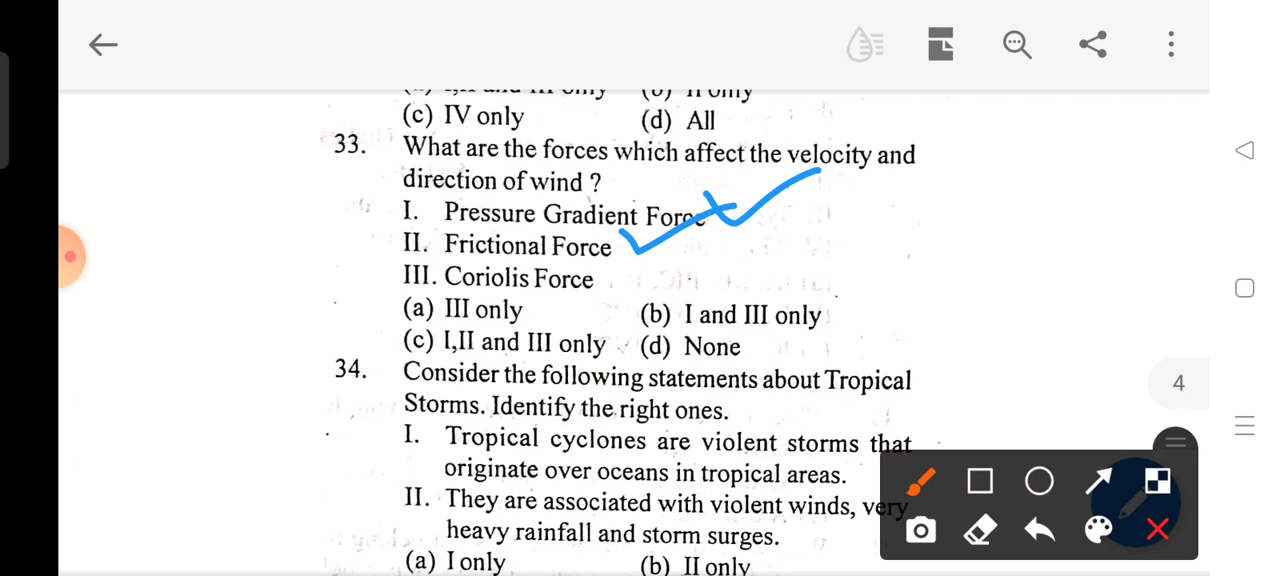 (c) IV only (d) All
33. What are the forces which affect the velocity and
direction of wind ?
I. Pressure Gradient Force
II. Frictional Force
III. Coriolis Force
(a) III only (b) I and III only
(c) I,II and III only (d) None
34. Consider the following statements about Tropical
Storms. Identify the right ones.
I. Tropical cyclones are violent storms that
originate over oceans in tropical areas.
II. They are associated with violent winds, very
heavy rainfall and storm surges.
(a) I only (b) II only
4